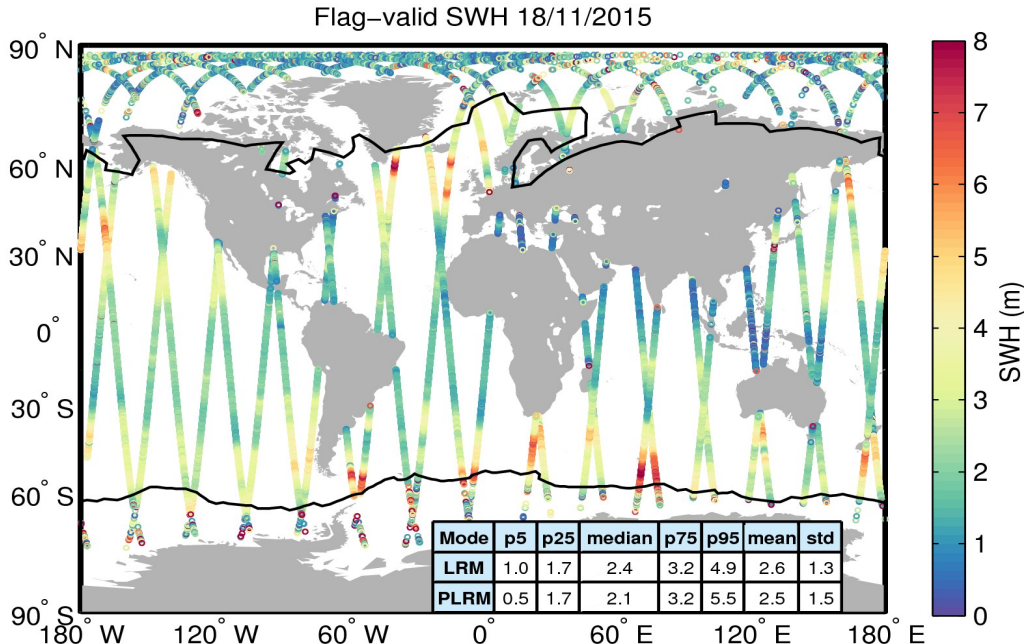 Flag−valid SWH 18/11/2015
90° N
60° N
30° N
0°
30° S
60° S
90° S
180° W
120° W
60° W
0°
60° E
120° E
180° E
8
7
6
5
4
3
2
1
0
SWH (m)
Mode p5 p25 median p75 p95 mean std
LRM 1.0 1.7 2.4 3.2 4.9 2.6 1.3
PLRM 0.5 1.7 2.1 3.2 5.5 2.5 1.5